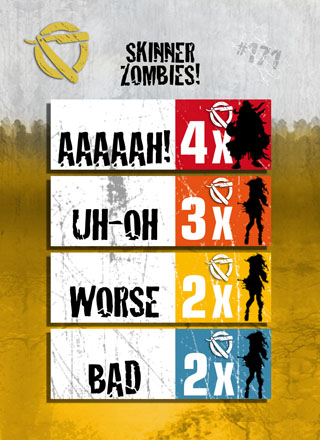 SKINNER
ZOMBIES!
#171
AAAAAH! 4X
UH-OH 3X
WORSE 2X
BAD 2X